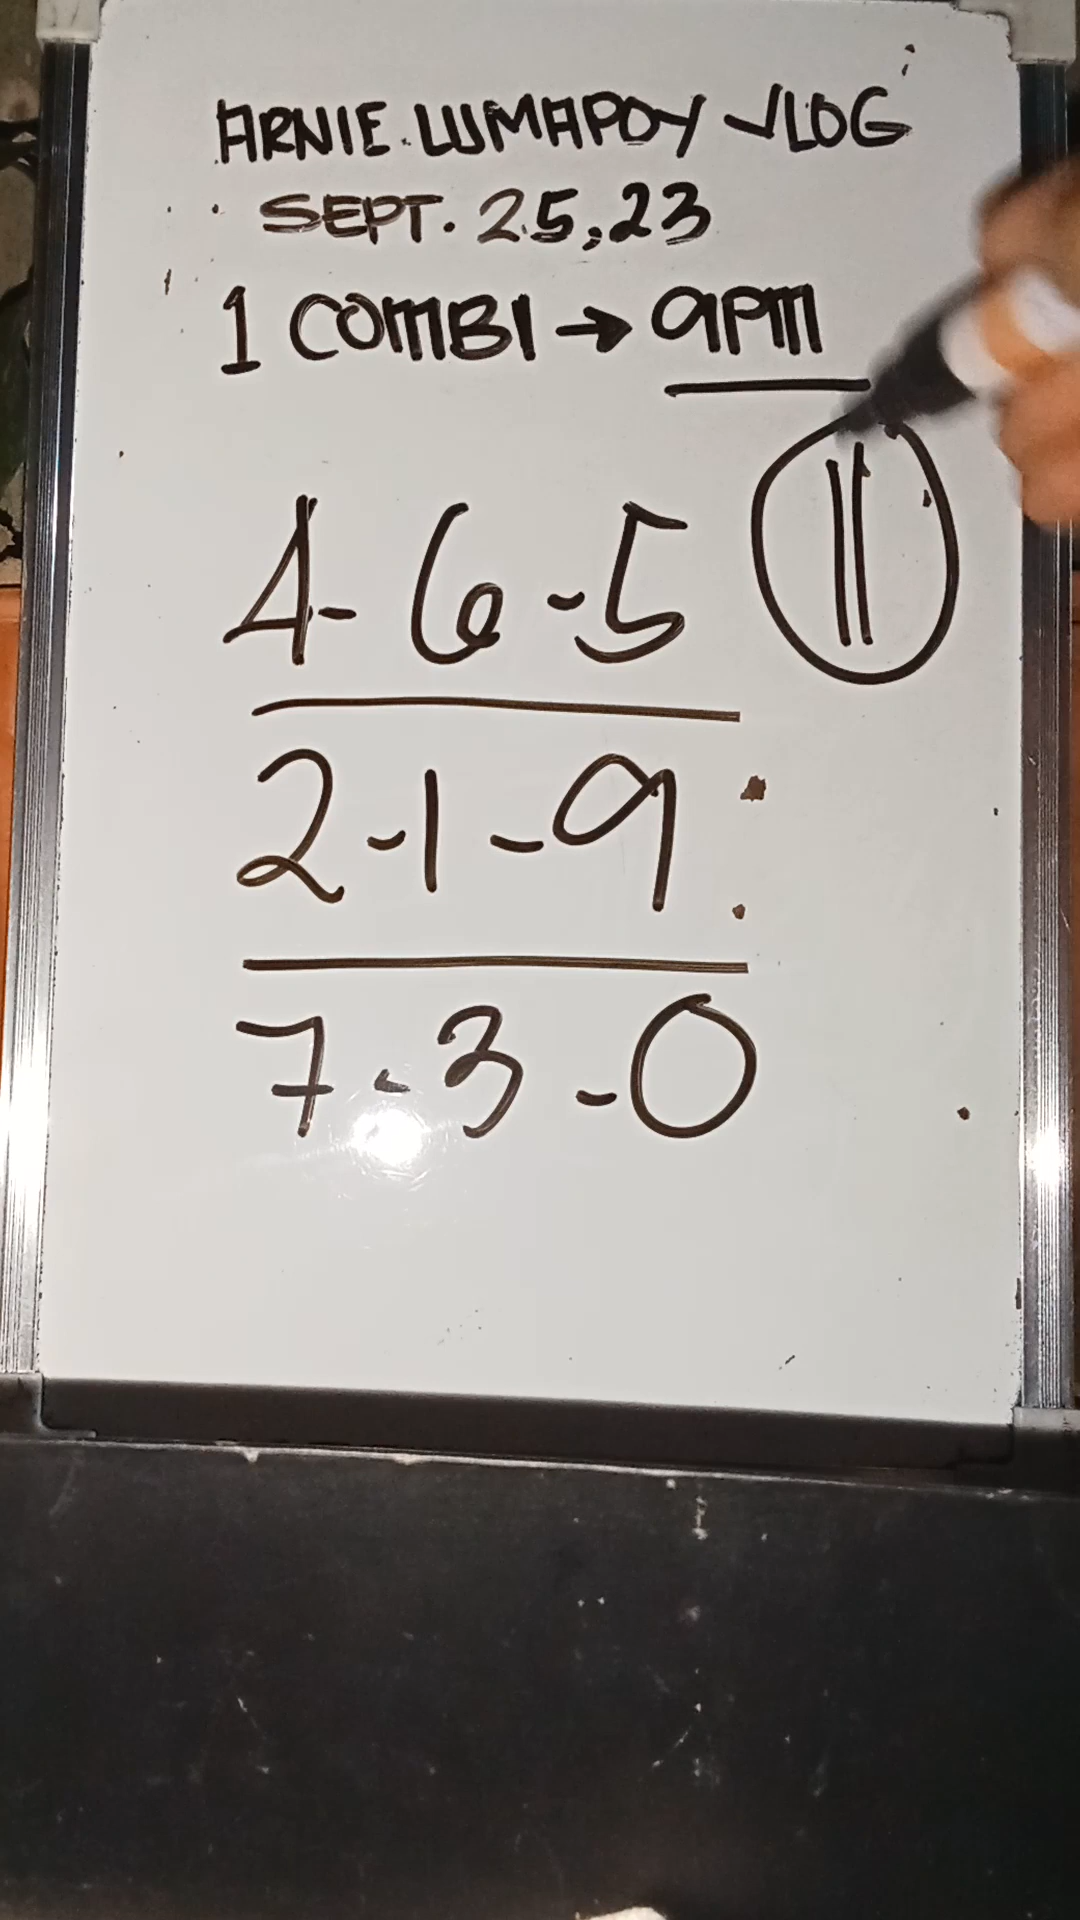 ARNIE. LUMAPOY VLOG
SEPT. 25, 23
1 COMBI → 9PM
11
4 - 6 - 5
2 - 1 - 9
7 - 3 - 0